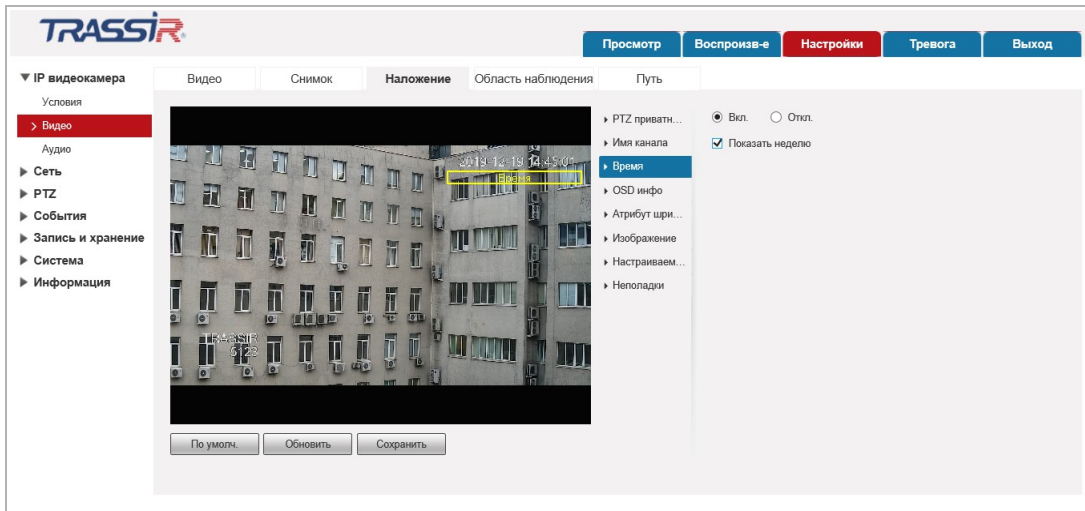 TRASSIR
Просмотр
Воспроизв-е
Настройки
Тревога
Выход
IP видеокамера
Условия
Видео
Аудио
Сеть
PTZ
События
Запись и хранение
Система
Информация
Видео
Снимок
Наложение
Область наблюдения
Путь
2019-12-19 14:45:01
Время
TRASSIR
5123
По умолч.
Обновить
Сохранить
PTZ приватн...
Имя канала
Время
OSD инфо
Атрибут шри...
Изображение
Настраиваем...
Неполадки
Вкл.
Откл.
Показать неделю